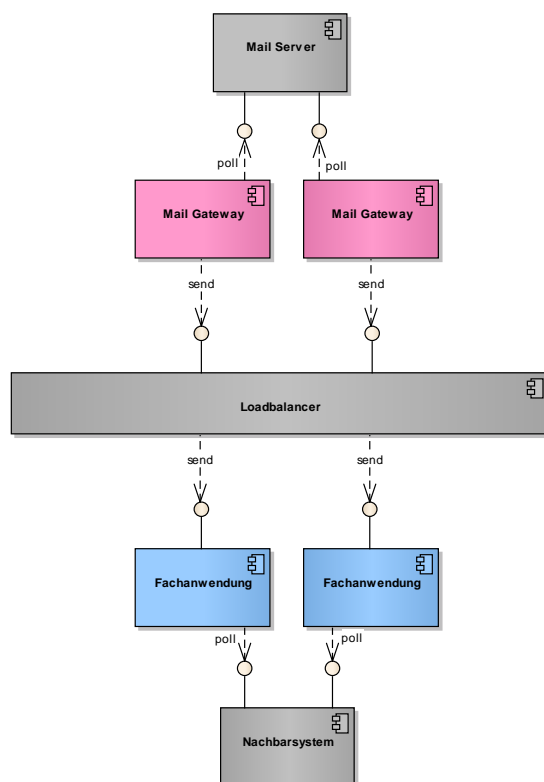 Mail Server
poll
poll
Mail Gateway
Mail Gateway
send
send
Loadbalancer
send
send
Fachanwendung
Fachanwendung
poll
poll
Nachbarsystem